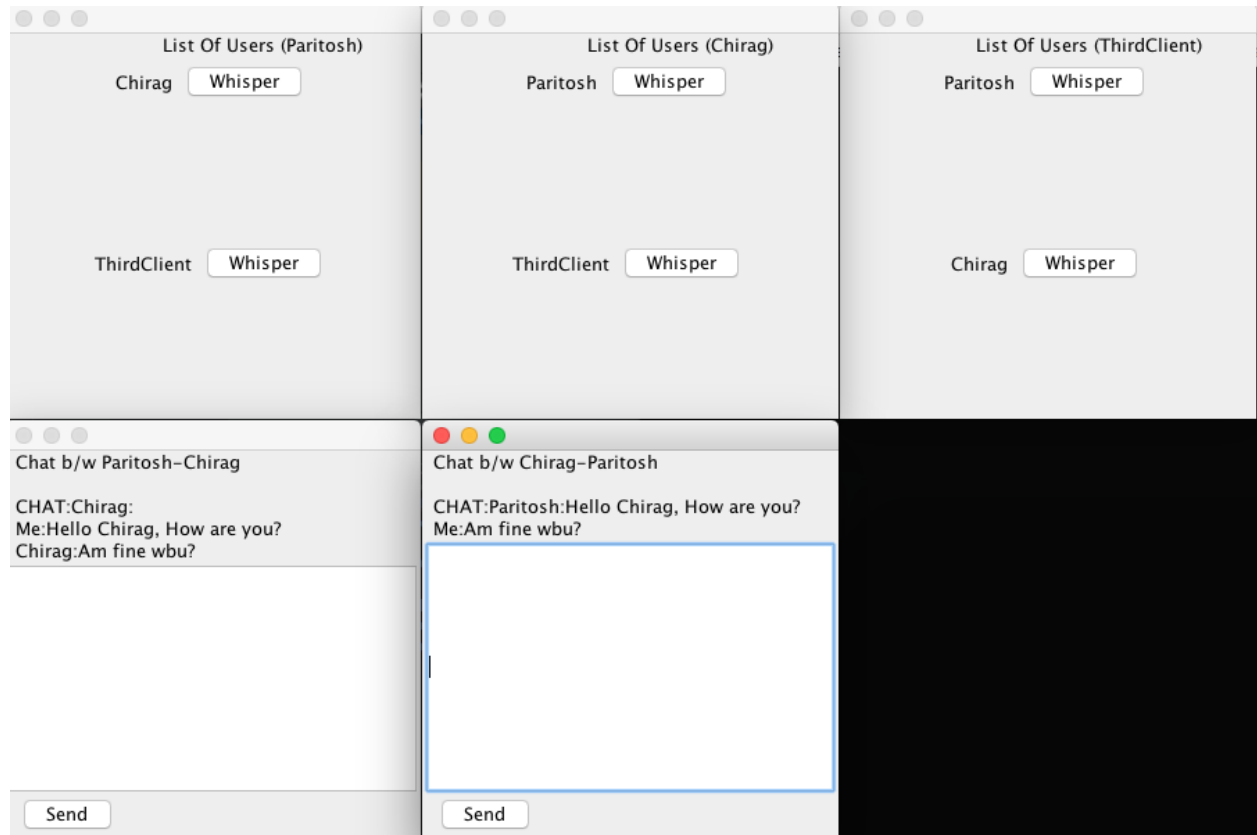 List Of Users (Paritosh)
Chirag Whisper
ThirdClient Whisper
List Of Users (Chirag)
Paritosh Whisper
ThirdClient Whisper
List Of Users (ThirdClient)
Paritosh Whisper
Chirag Whisper
Chat b/w Paritosh-Chirag
CHAT:Chirag:
Me:Hello Chirag, How are you?
Chirag:Am fine wbu?
Send
Chat b/w Chirag-Paritosh
CHAT:Paritosh:Hello Chirag, How are you?
Me:Am fine wbu?
Send